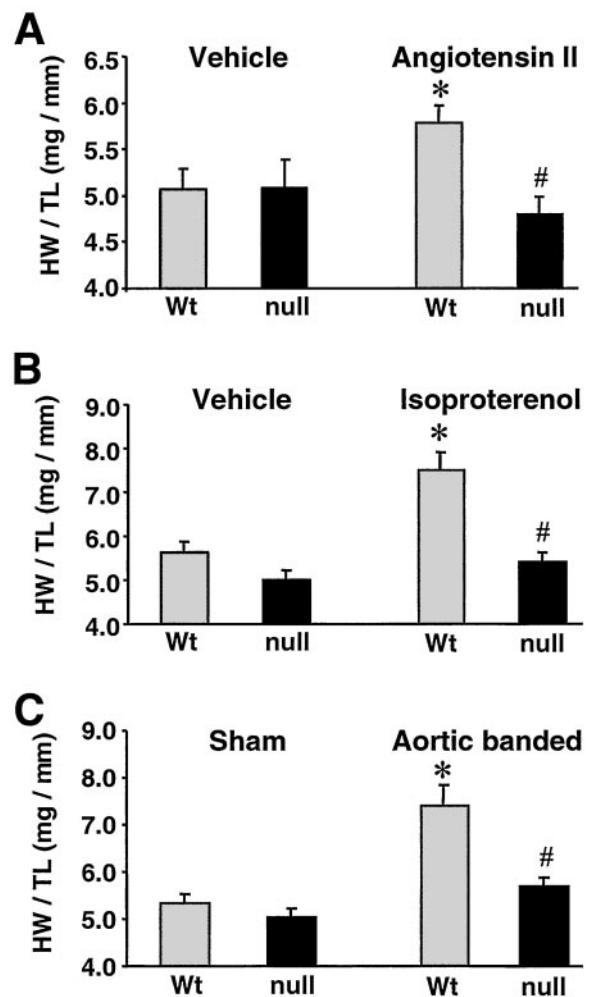 A
Vehicle Angiotensin II
HW / TL (mg / mm)
6.5
6.0
5.5
5.0
4.5
4.0
*
#
Wt null Wt null
B
Vehicle Isoproterenol
HW / TL (mg / mm)
9.0
8.0
7.0
6.0
5.0
4.0
*
#
Wt null Wt null
C
Sham Aortic banded
HW / TL (mg / mm)
9.0
8.0
7.0
6.0
5.0
4.0
*
#
Wt null Wt null